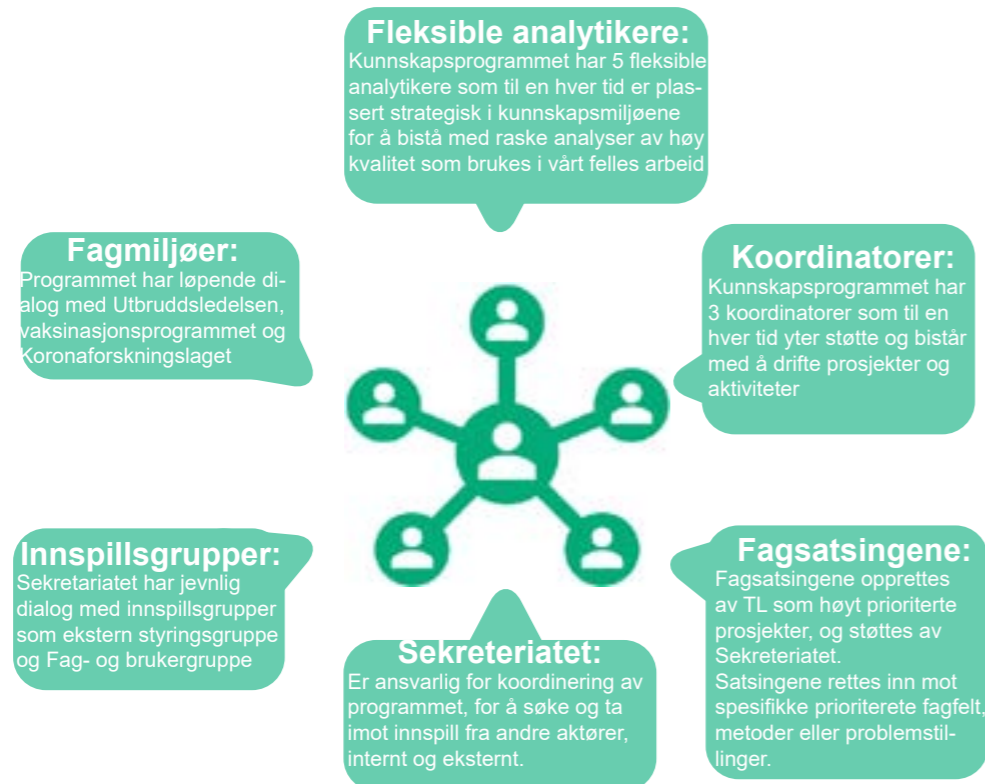 Fleksible analytikere:
Kunnskapsprogrammet har 5 fleksible
analytikere som til en hver tid er plas-
sert strategisk i kunnskapsmiljøene
for å bistå med raske analyser av høy
kvalitet som brukes i vårt felles arbeid
Fagmiljøer:
Programmet har løpende di-
alog med Utbruddsledelsen,
vaksinasjonsprogrammet og
Koronaforskningslaget
Koordinatorer:
Kunnskapsprogrammet har
3 koordinatorer som til en
hver tid yter støtte og bistår
med å drifte prosjekter og
aktiviteter
Innspillsgrupper:
Sekretariatet har jevnlig
dialog med innspillsgrupper
som ekstern styringsgruppe
og Fag- og brukergruppe
Sekreteriatet:
Er ansvarlig for koordinering av
programmet, for å søke og ta
imot innspill fra andre aktører,
internt og eksternt.
Fagsatsingene:
Fagsatsingene opprettes
av TL som høyt prioriterte
prosjekter, og støttes av
Sekreteriatet.
Satsingene rettes inn mot
spesifikke prioriterete fagfelt,
metoder eller problemstil-
linger.